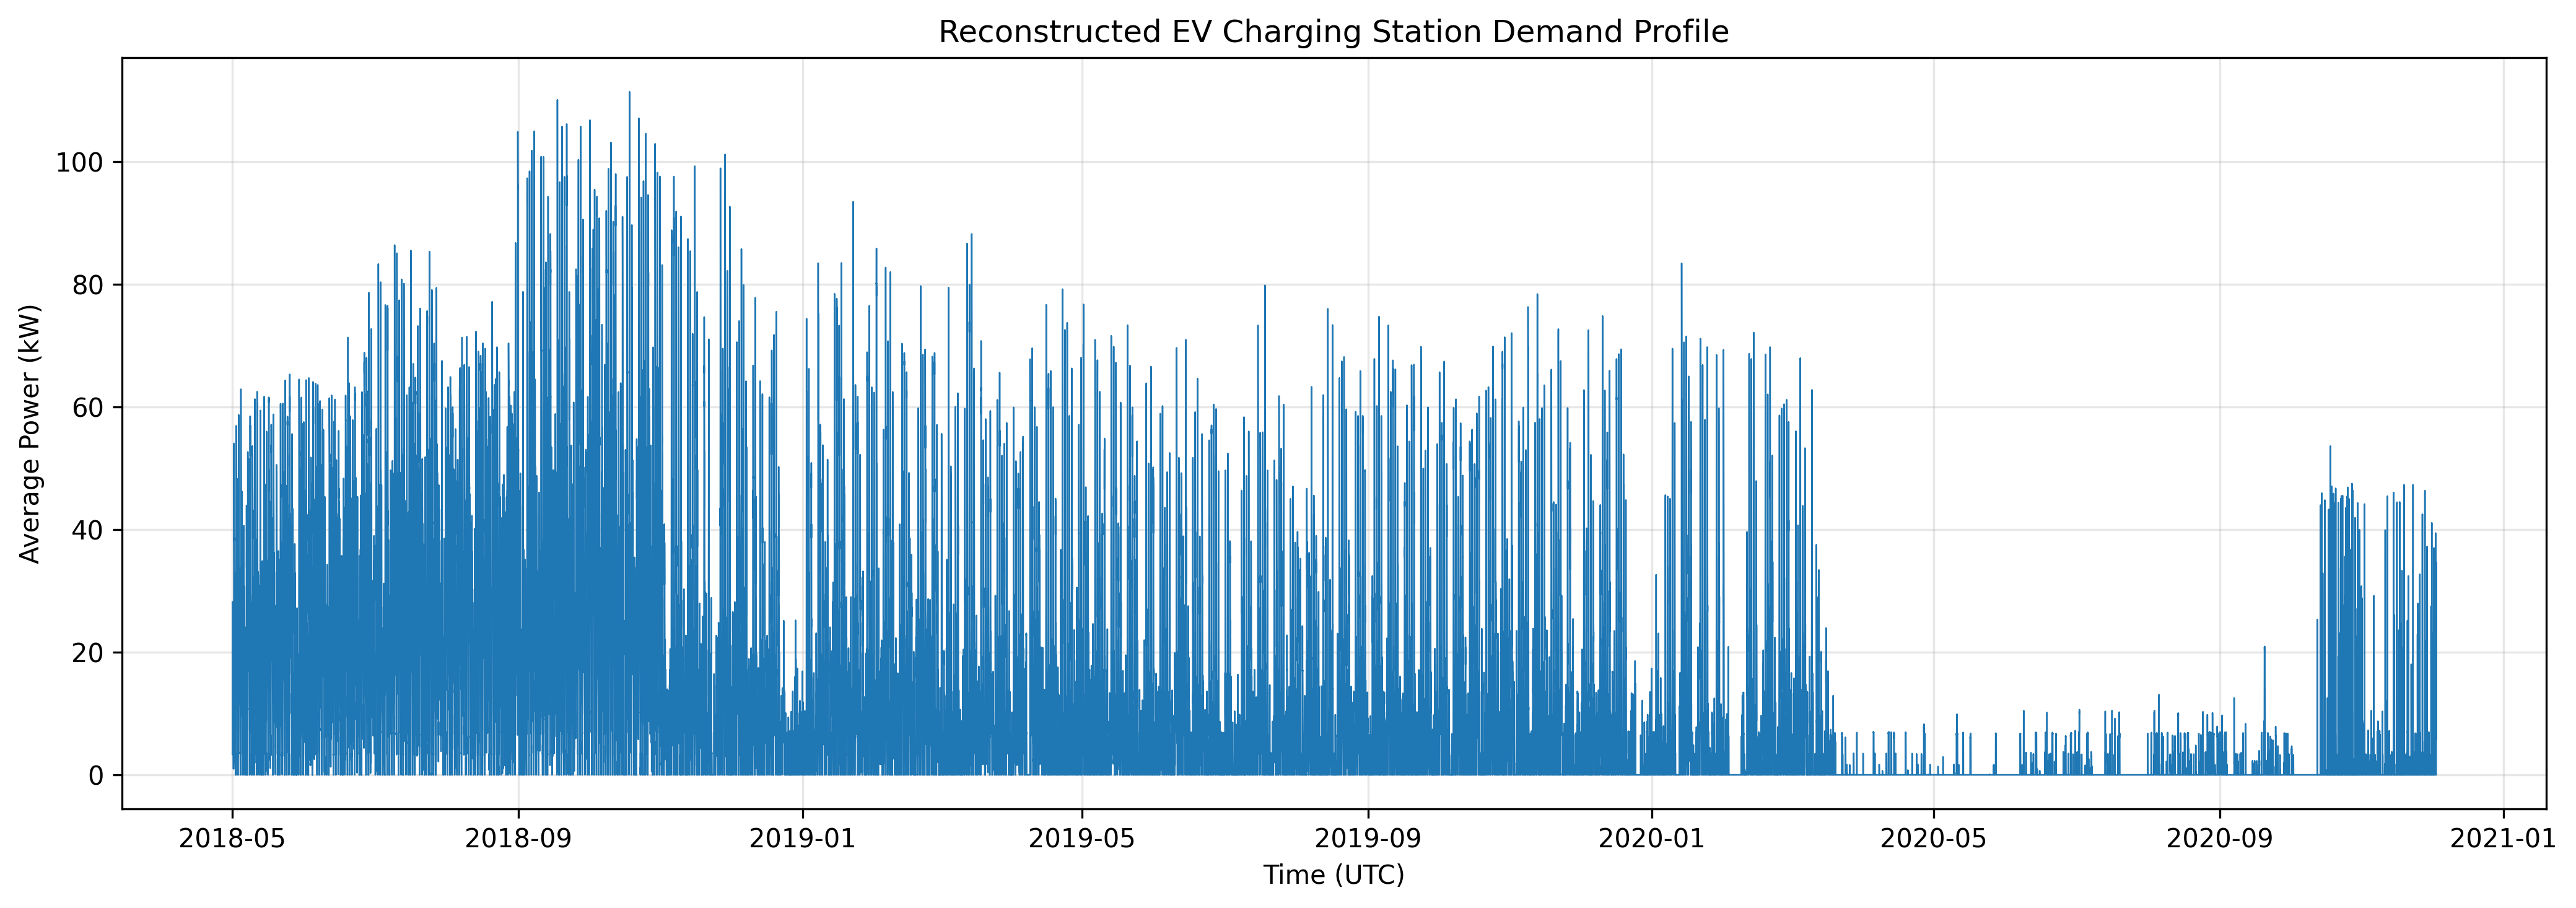 Reconstructed EV Charging Station Demand Profile
Average Power (kW)
100
80
60
40
20
0
2018-05 2018-09 2019-01 2019-05 2019-09 2020-01 2020-05 2020-09 2021-01
Time (UTC)